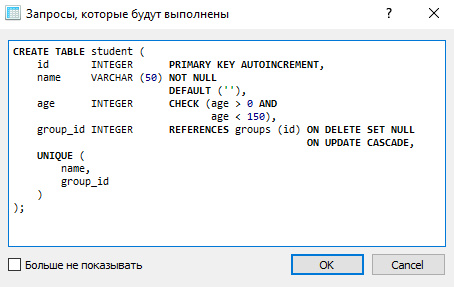 Запросы, которые будут выполнены
?
CREATE TABLE student (
    id       INTEGER      PRIMARY KEY AUTOINCREMENT,
    name     VARCHAR (50) NOT NULL
                          DEFAULT (''),
    age      INTEGER      CHECK (age > 0 AND
                                 age < 150),
    group_id INTEGER      REFERENCES groups (id) ON DELETE SET NULL
                                                 ON UPDATE CASCADE,
    UNIQUE (
        name,
        group_id
    )
);
Больше не показывать
OK
Cancel